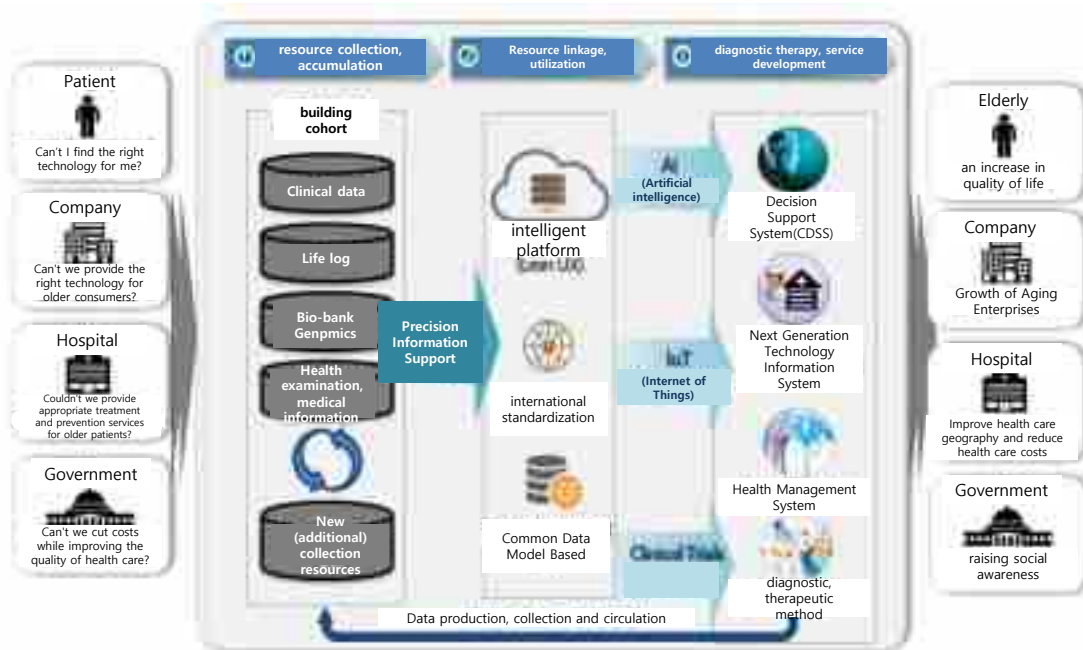 resource collection,
accumulation
Resource linkage,
utilization
diagnostic therapy, service
development
Patient
Can't I find the right
technology for me?
Company
Can't we provide the
right technology for
older consumers?
Hospital
Couldn't we provide
appropriate treatment
and prevention services
for older patients?
Government
Can't we cut costs
while improving the
quality of health care?
building
cohort
Clinical data
Life log
Bio-bank
Genpmics
Health
examination,
medical
information
New
(additional)
collection
resources
Precision
Information
Support
intelligent
platform
international
standardization
Common Data
Model Based
AI
(Artificial
intelligence)
IoT
(Internet of
Things)
Clinical Trials
Decision
Support
System(CDSS)
Next Generation
Technology
Information
System
Health Management
System
diagnostic,
therapeutic
method
Data production, collection and circulation
Elderly
an increase in
quality of life
Company
Growth of Aging
Enterprises
Hospital
Improve health care
geography and reduce
health care costs
Government
raising social
awareness